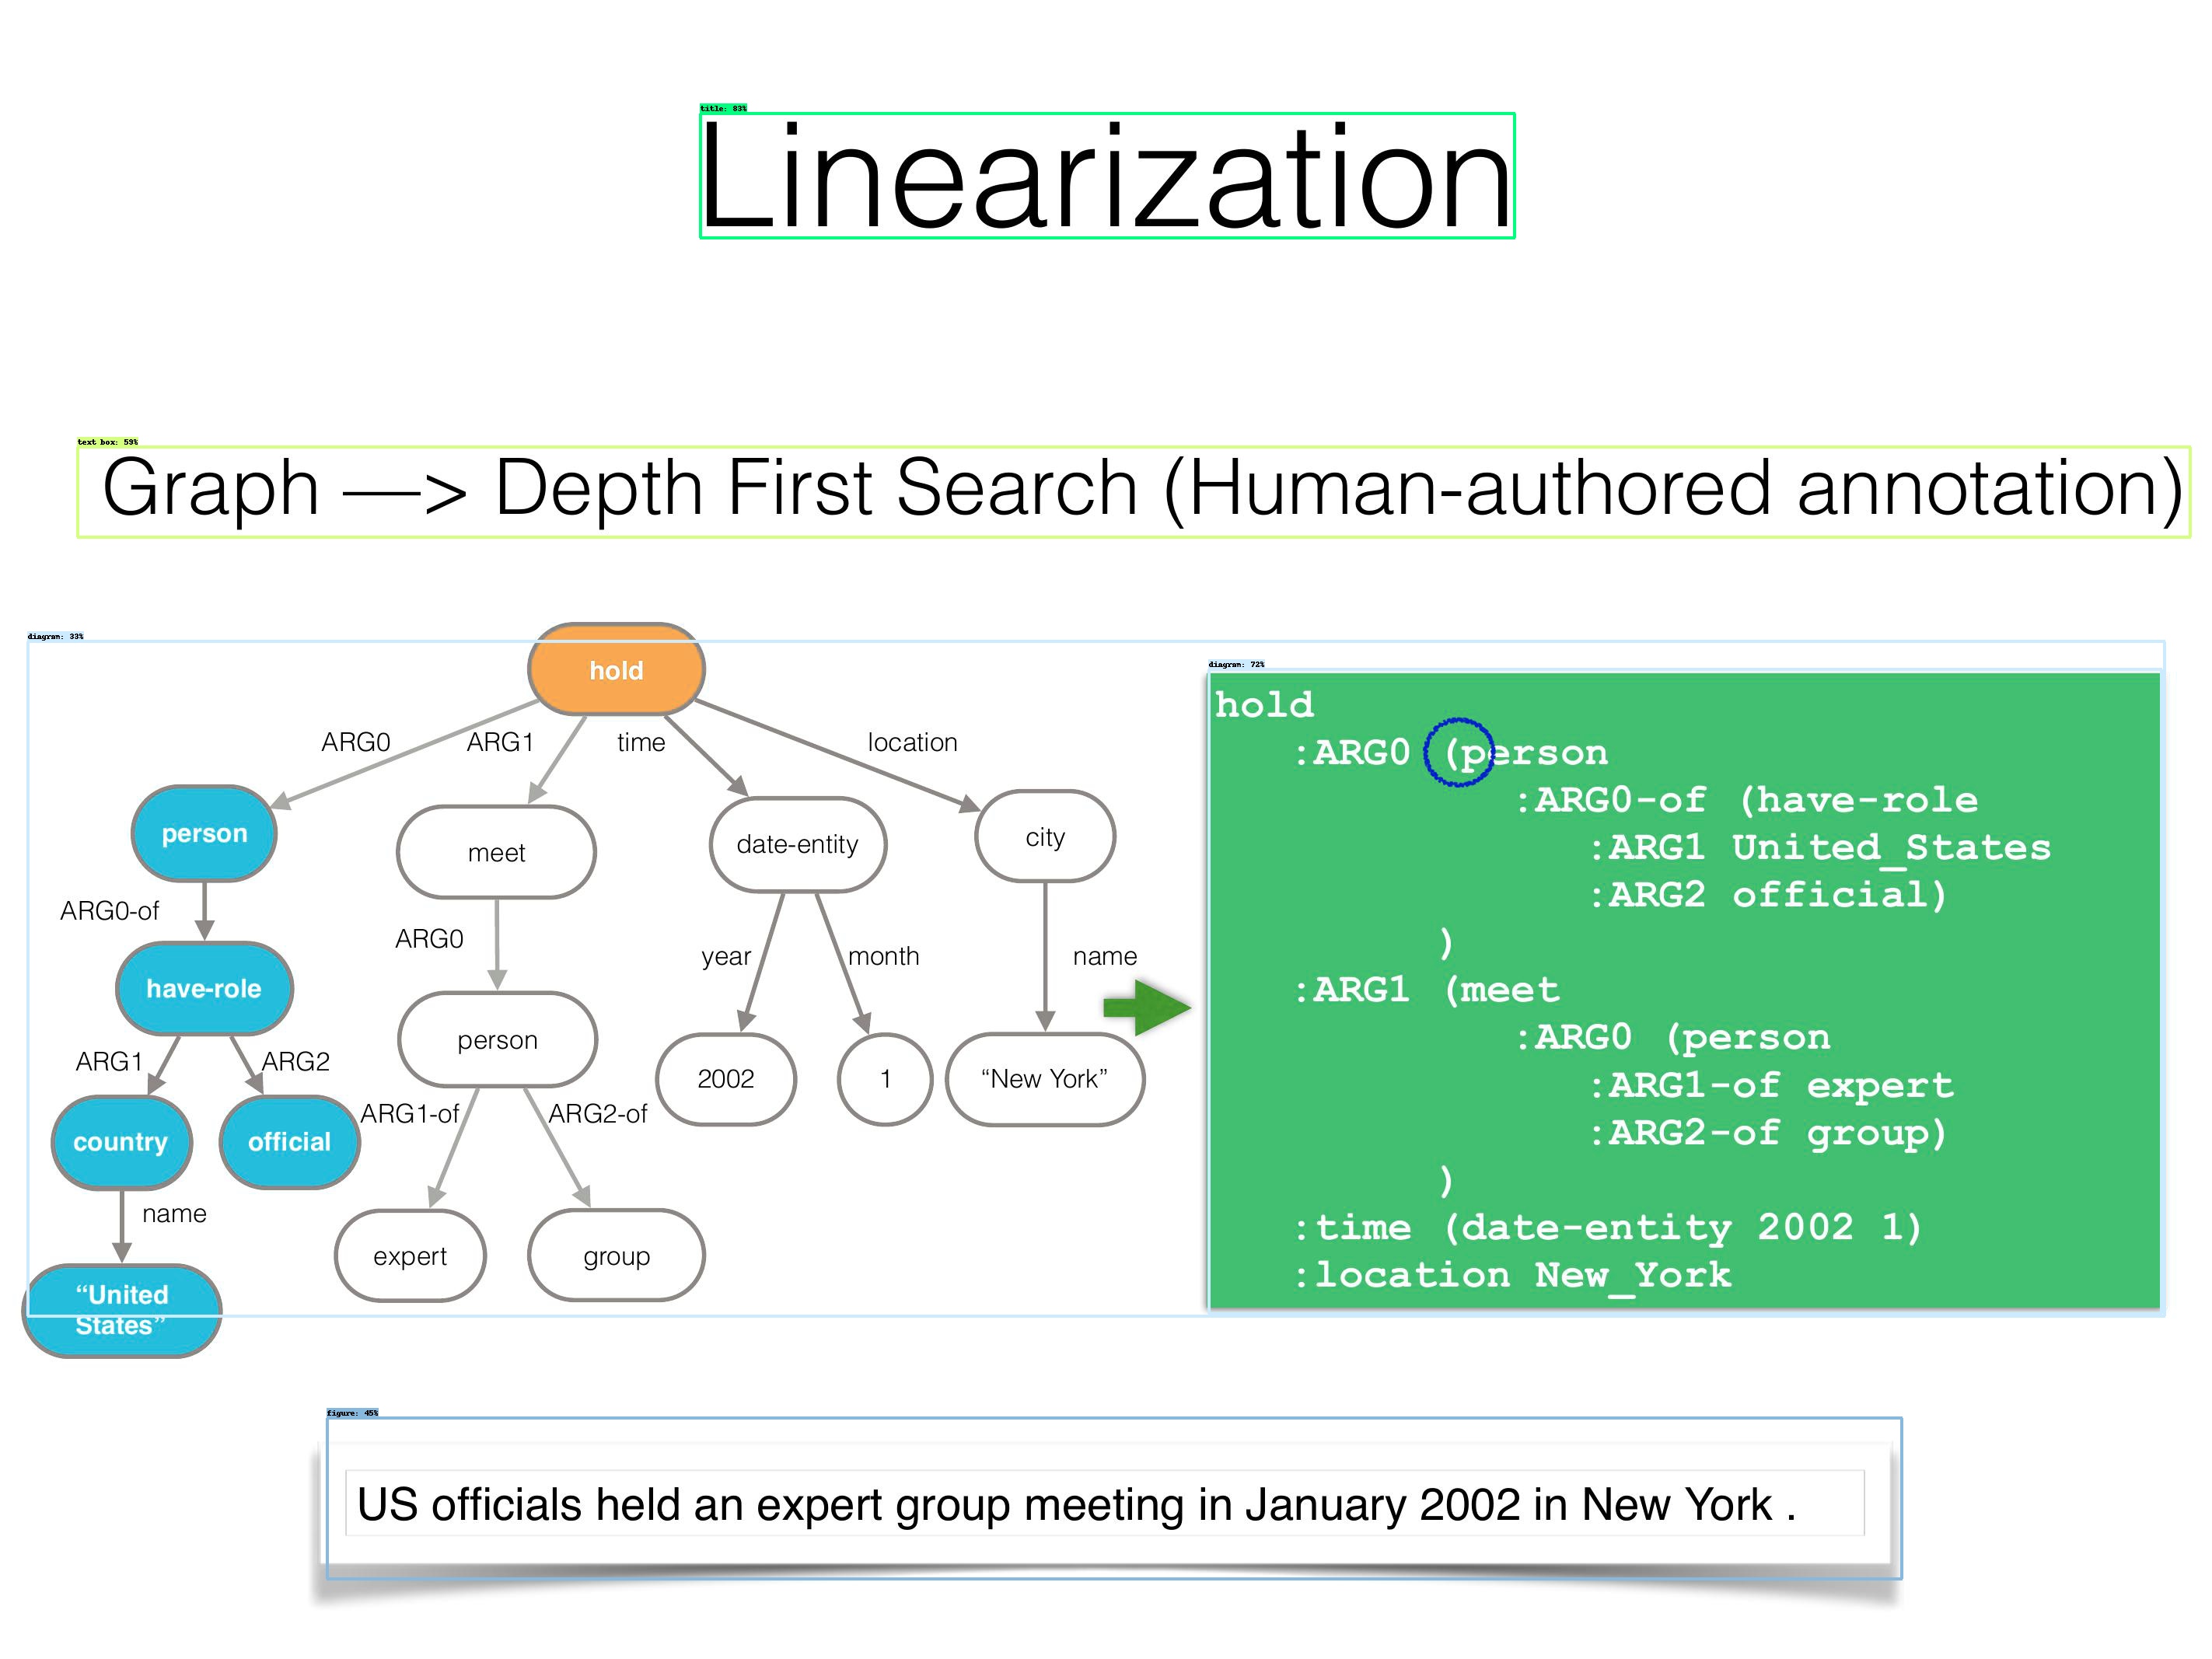 title: 83%
Linearization
text box: 59%
Graph —> Depth First Search (Human-authored annotation)
diagram: 33%
hold
ARG0
ARG1
time
location
person
meet
date-entity
city
ARG0-of
ARG0
year
month
name
have-role
person
2002
1
“New York”
ARG1
ARG2
ARG1-of
ARG2-of
country
official
name
expert
group
“United
States”
diagram: 72%
hold
:ARG0 (person
:ARG0-of (have-role
:ARG1 United_States
:ARG2 official)
)
:ARG1 (meet
:ARG0 (person
:ARG1-of expert
:ARG2-of group)
)
:time (date-entity 2002 1)
:location New_York
figure: 45%
US officials held an expert group meeting in January 2002 in New York .